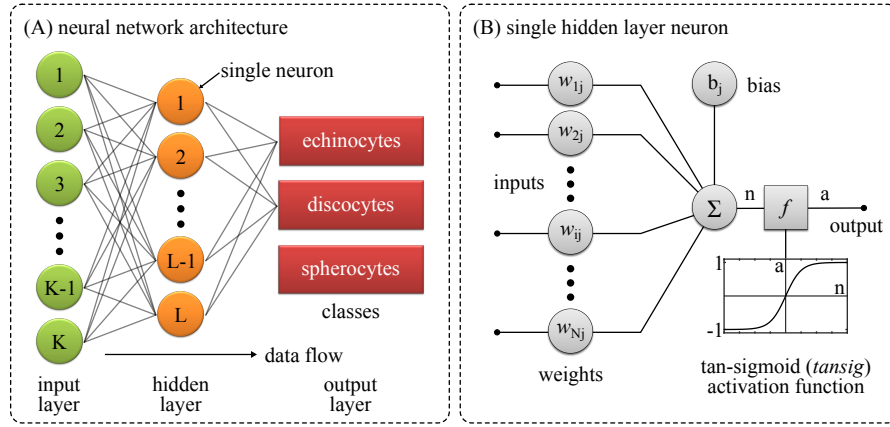 (A) neural network architecture
single neuron
1
2
3
K-1
K
1
2
L-1
L
echinocytes
discocytes
spherocytes
classes
data flow
input
layer
hidden
layer
output
layer
(B) single hidden layer neuron
w1j
w2j
wij
wNj
bj
bias
inputs
Σ
n
f
a
output
1
a
n
-1
weights
tan-sigmoid (tansig)
activation function